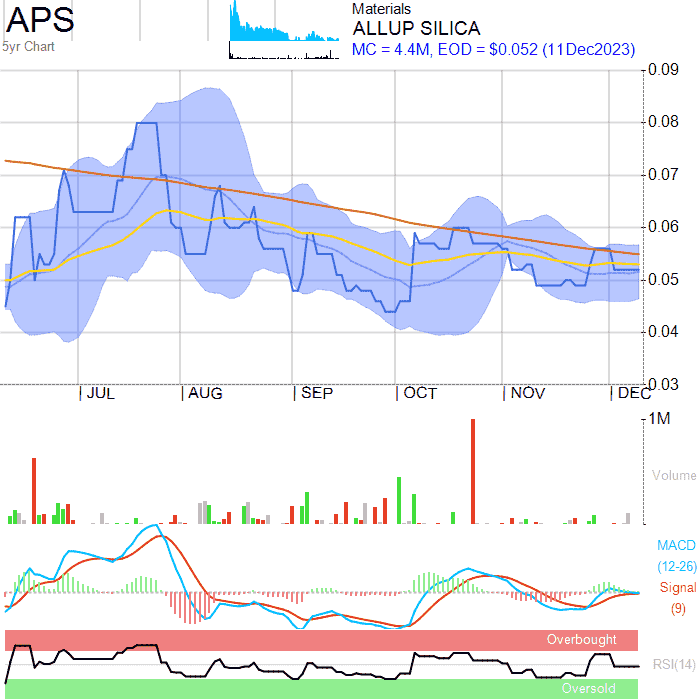 APS
5yr Chart
Materials
ALLUP SILICA
MC = 4.4M, EOD = $0.052 (11Dec2023)
0.09
0.08
0.07
0.06
0.05
0.04
0.03
JUL AUG SEP OCT NOV DEC
1M
Volume
MACD
(12-26)
Signal
(9)
Overbought
RSI(14)
Oversold